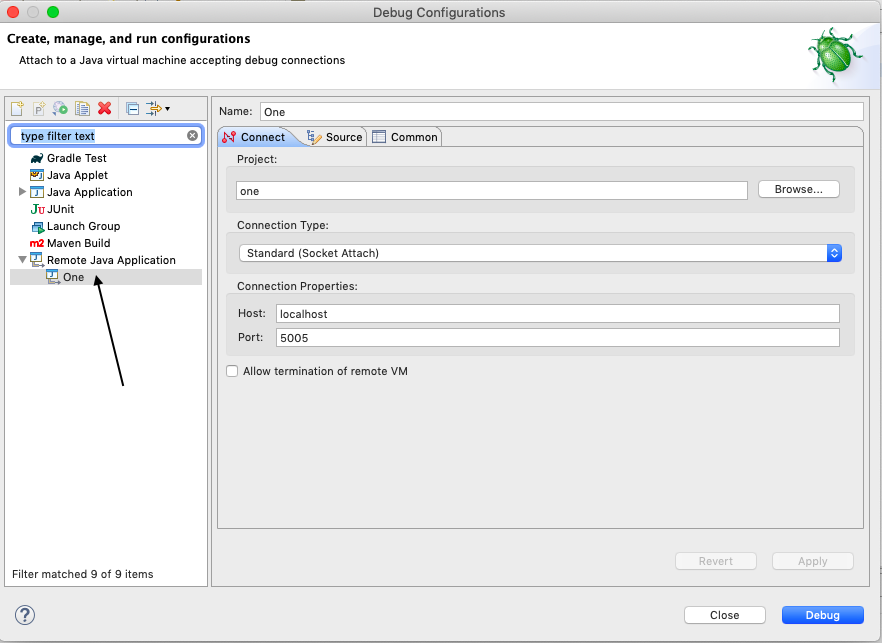 Debug Configurations
Create, manage, and run configurations
Attach to a Java virtual machine accepting debug connections
type filter text
Gradle Test
Java Applet
Java Application
Ju JUnit
Launch Group
m2 Maven Build
Remote Java Application
One
Filter matched 9 of 9 items
Name: One
Connect Source Common
Project:
one Browse...
Connection Type:
Standard (Socket Attach)
Connection Properties:
Host: localhost
Port: 5005
Allow termination of remote VM
Revert Apply
? Close Debug